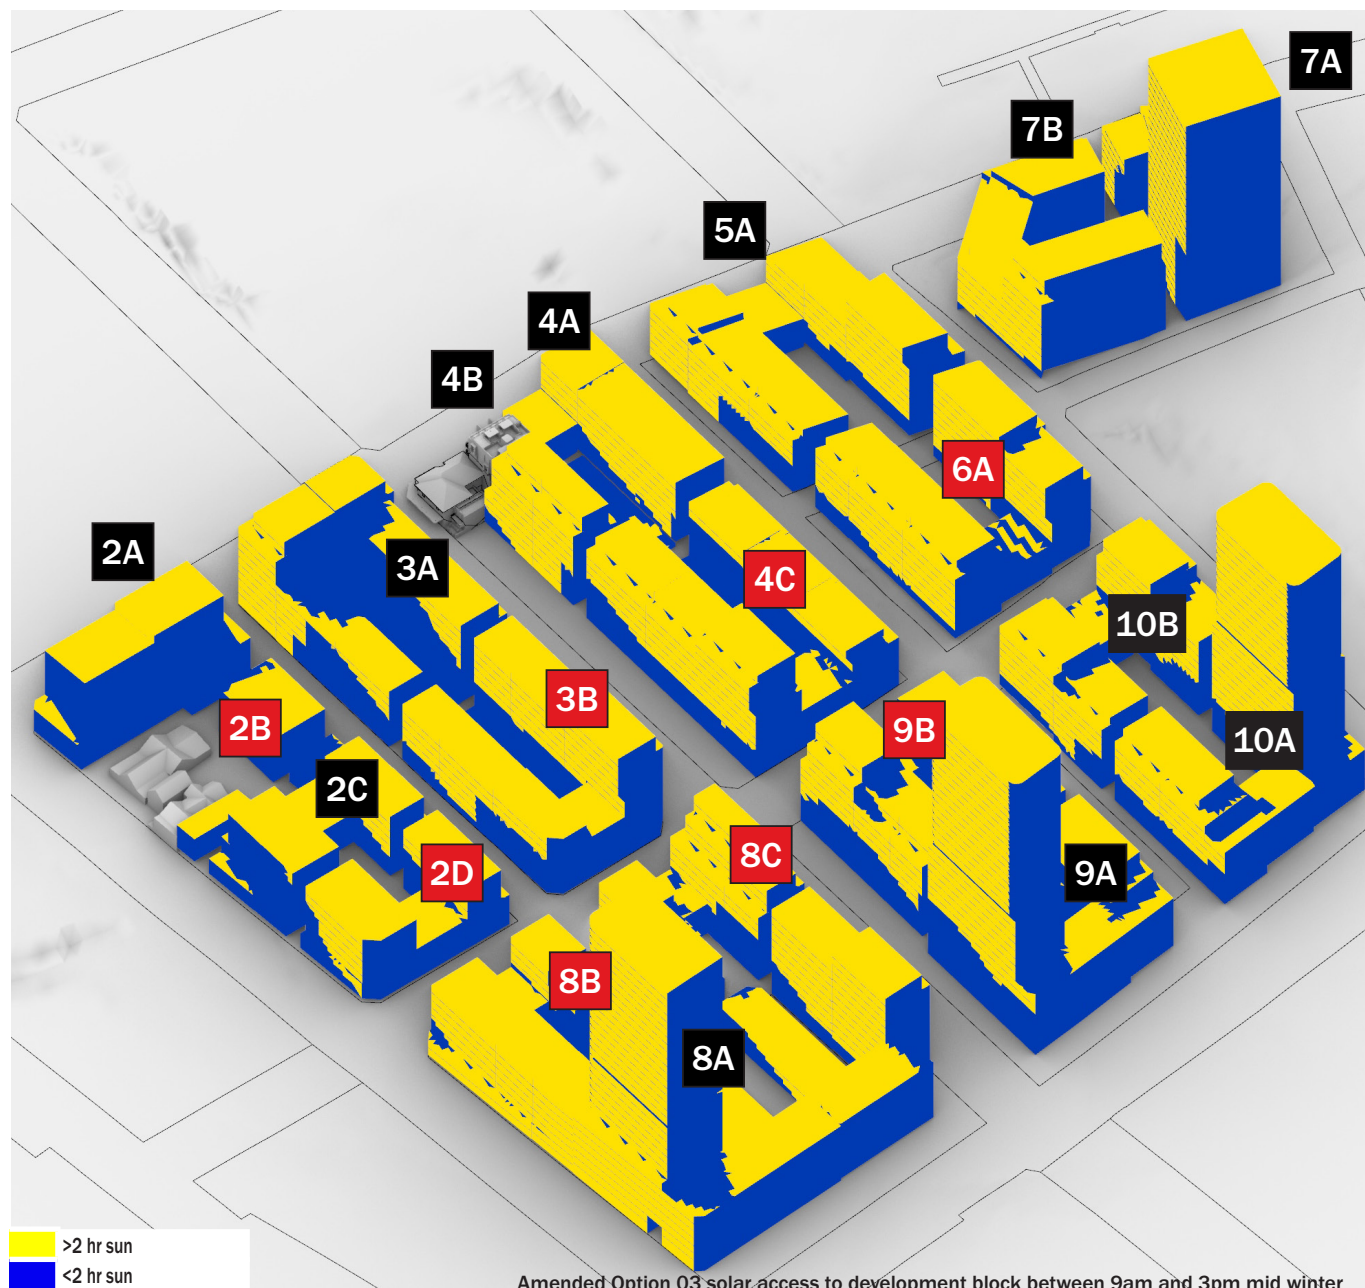 7A
7B
5A
4A
4B
6A
2A
3A
4C
10B
3B
2B
9B
10A
2C
8C
2D
9A
8B
8A
>2 hr sun
<2 hr sun
Amended Option 03 solar access to development block between 9am and 3pm mid winter